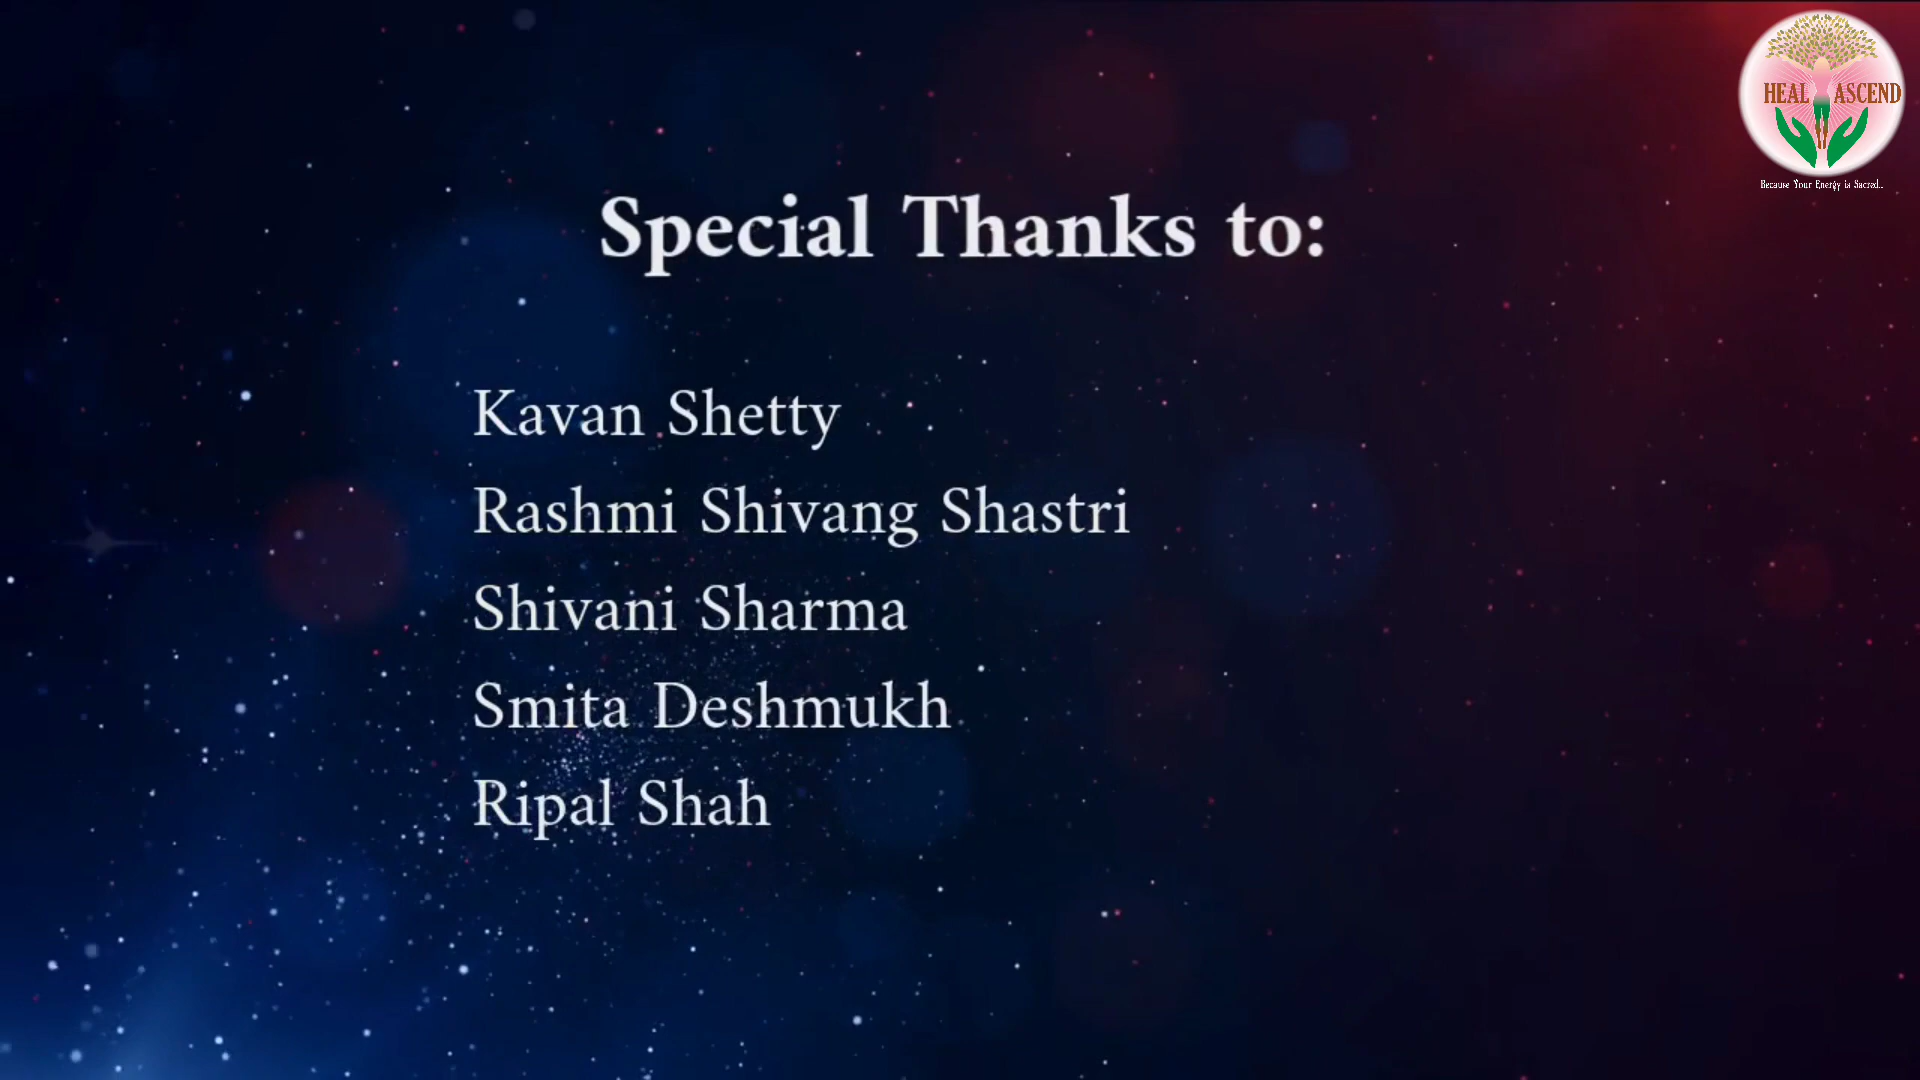 HEAL ASCEND
Because Your Energy is Sacred..
Special Thanks to:
Kavan Shetty
Rashmi Shivang Shastri
Shivani Sharma
Smita Deshmukh
Ripal Shah